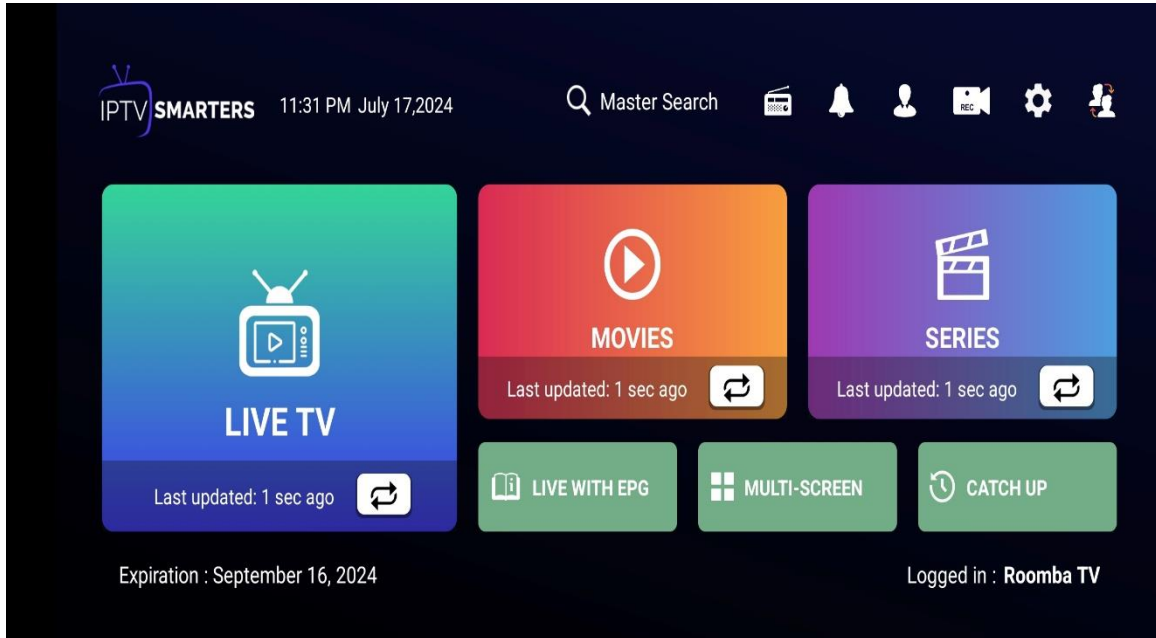 IPTV SMARTERS
11:31 PM July 17,2024
Master Search
REC
LIVE TV
Last updated: 1 sec ago
MOVIES
Last updated: 1 sec ago
SERIES
Last updated: 1 sec ago
LIVE WITH EPG
MULTI-SCREEN
CATCH UP
Expiration : September 16, 2024
Logged in : Roomba TV